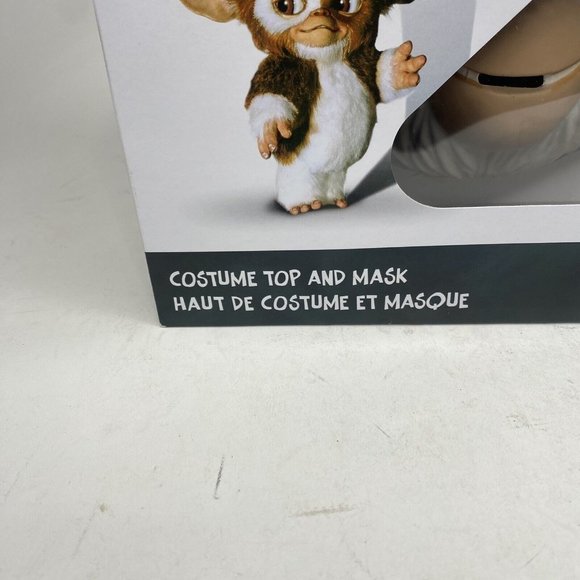 COSTUME TOP AND MASK
HAUT DE COSTUME ET MASQUE